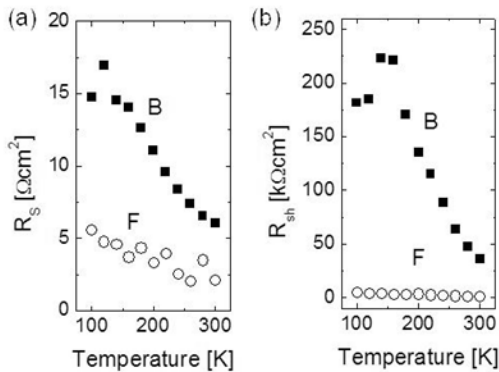 (a)
20
15
10
5
0
R_S [Ωcm²]
B
F
100 200 300
Temperature [K]
(b)
250
200
150
100
50
0
R_sh [kΩcm²]
B
F
100 200 300
Temperature [K]